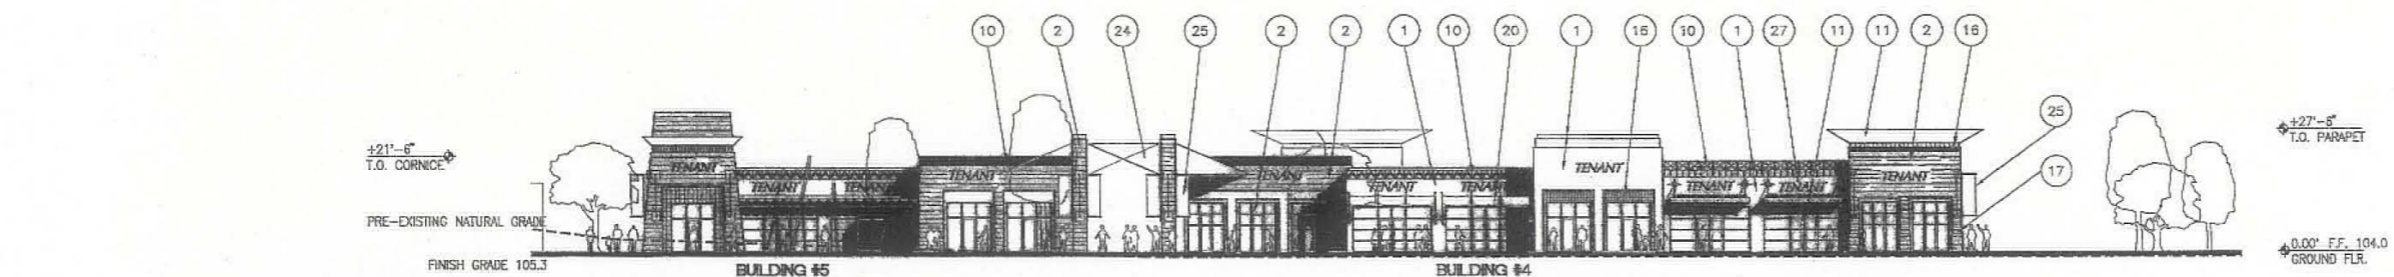 10 2 24 25 2 2 1 10 20 1 16 10 1 27 11 11 2 16
25
+27'-6"
T.O. PARAPET
+21'-6"
T.O. CORNICE
17
TENANT TENANT TENANT TENANT TENANT TENANT TENANT TENANT TENANT TENANT TENANT
PRE-EXISTING NATURAL GRADE
0.00' F.F. 104.0
GROUND FLR.
FINISH GRADE 105.3
BUILDING #5
BUILDING #4